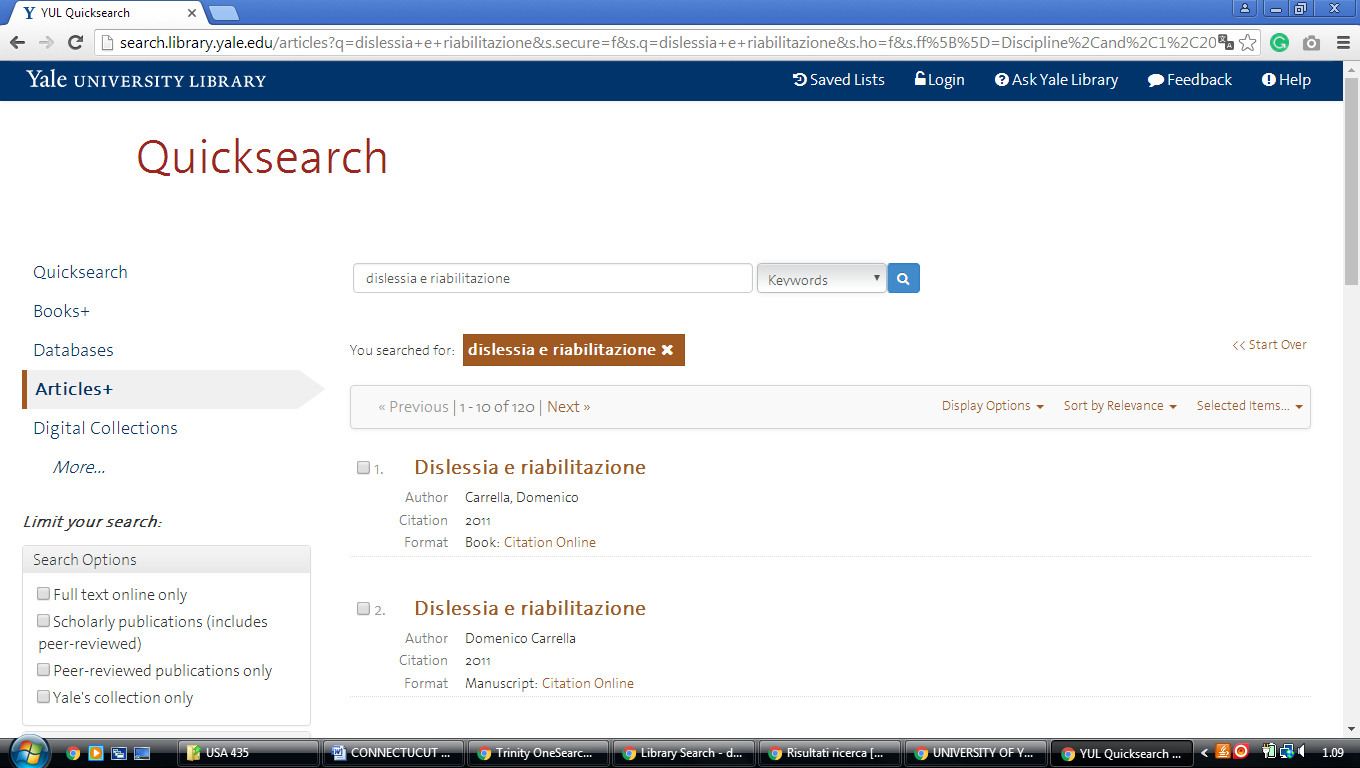 YUL Quicksearch
search.library.yale.edu/articles?q=dislessia+e+riabilitazione&s.secure=f&s.q=dislessia+e+riabilitazione&s.ho=f&s.ff%5B%5D=Discipline%2Cand%2C1%2C20
Yale UNIVERSITY LIBRARY
Saved Lists Login Ask Yale Library Feedback Help
Quicksearch
Quicksearch
Books+
Databases
Articles+
Digital Collections
More...
Limit your search:
Search Options
Full text online only
Scholarly publications (includes
peer-reviewed)
Peer-reviewed publications only
Yale's collection only
dislessia e riabilitazione Keywords
You searched for: dislessia e riabilitazione ✖
<< Start Over
« Previous | 1 - 10 of 120 | Next »
Display Options Sort by Relevance Selected Items...
1. Dislessia e riabilitazione
Author Carrella, Domenico
Citation 2011
Format Book: Citation Online
2. Dislessia e riabilitazione
Author Domenico Carrella
Citation 2011
Format Manuscript: Citation Online
USA 435 CONNECTUCUT ... Trinity OneSearc... Library Search - d... Risultati ricerca [... UNIVERSITY OF Y... YUL Quicksearch ... 1.09